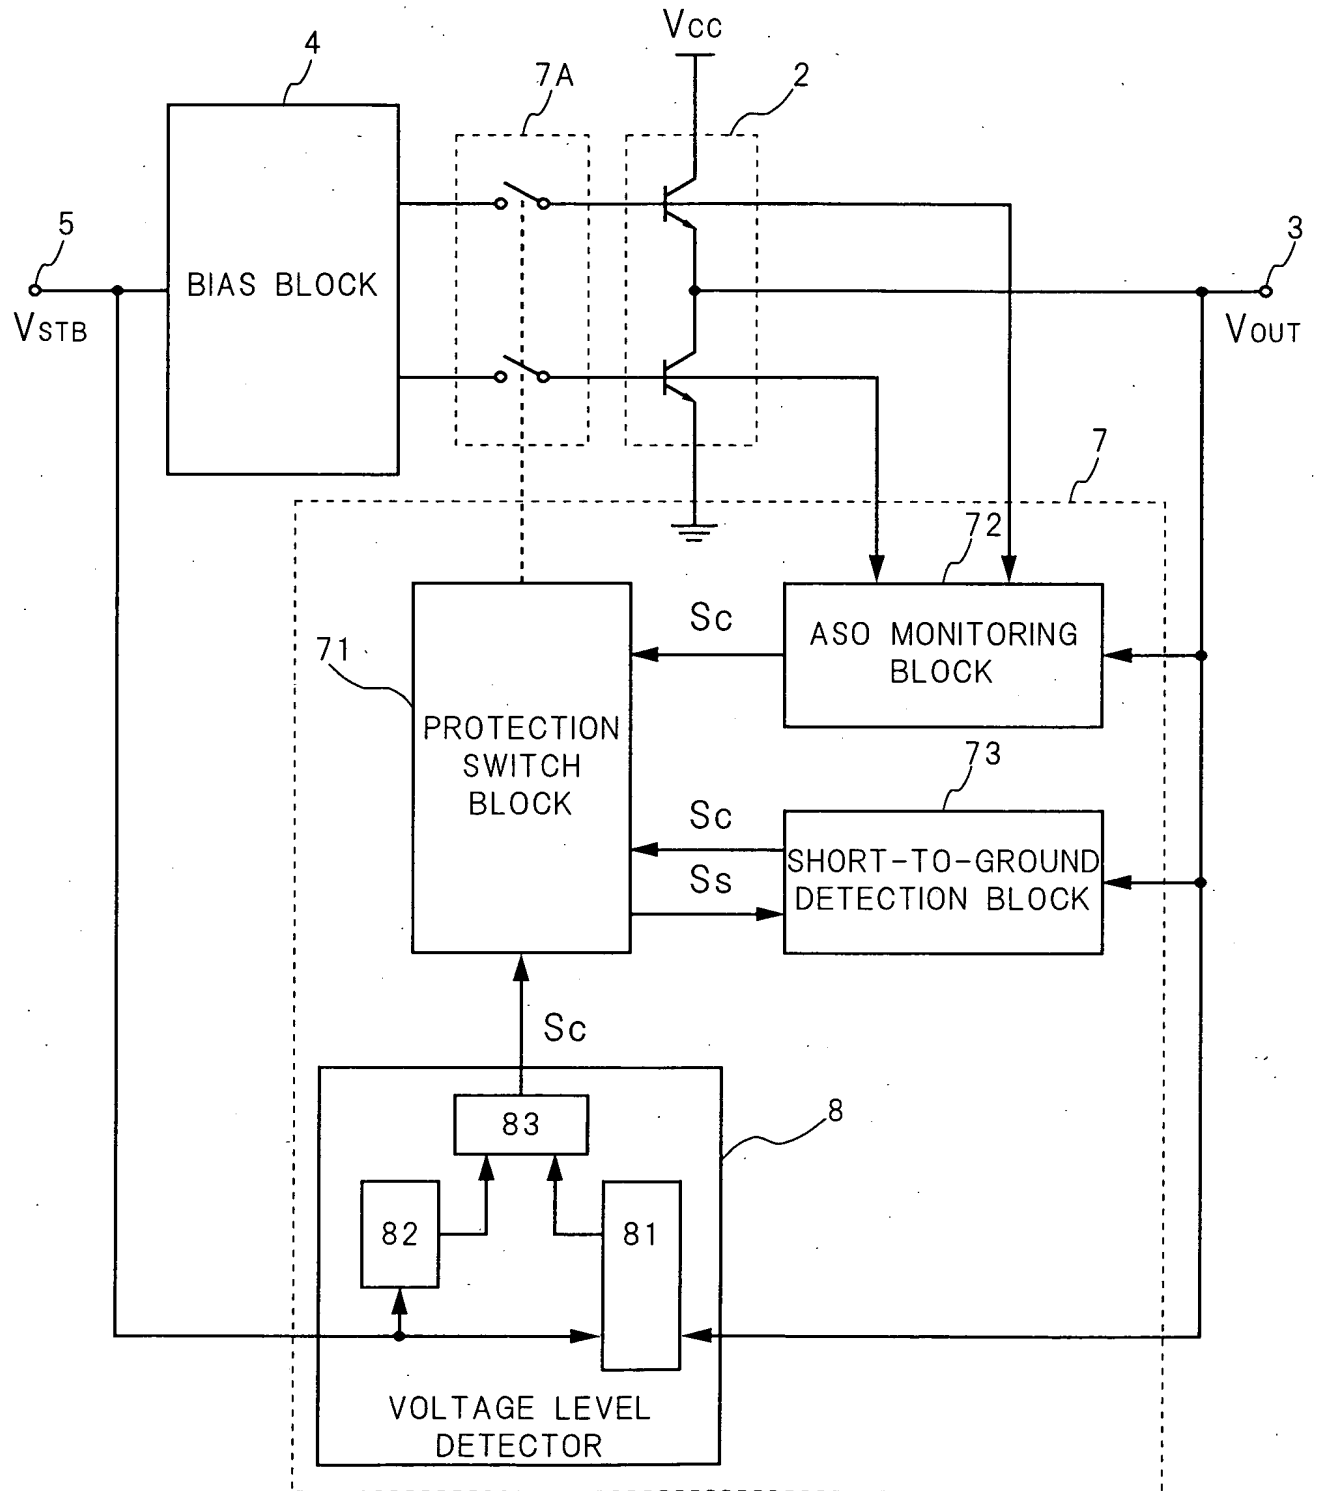 VCC
4
7A
2
5
BIAS BLOCK
3
VSTB
VOUT
7
72
Sc
ASO MONITORING
BLOCK
71
PROTECTION
SWITCH
BLOCK
73
Sc
SHORT-TO-GROUND
DETECTION BLOCK
Ss
Sc
83
8
82
81
VOLTAGE LEVEL
DETECTOR